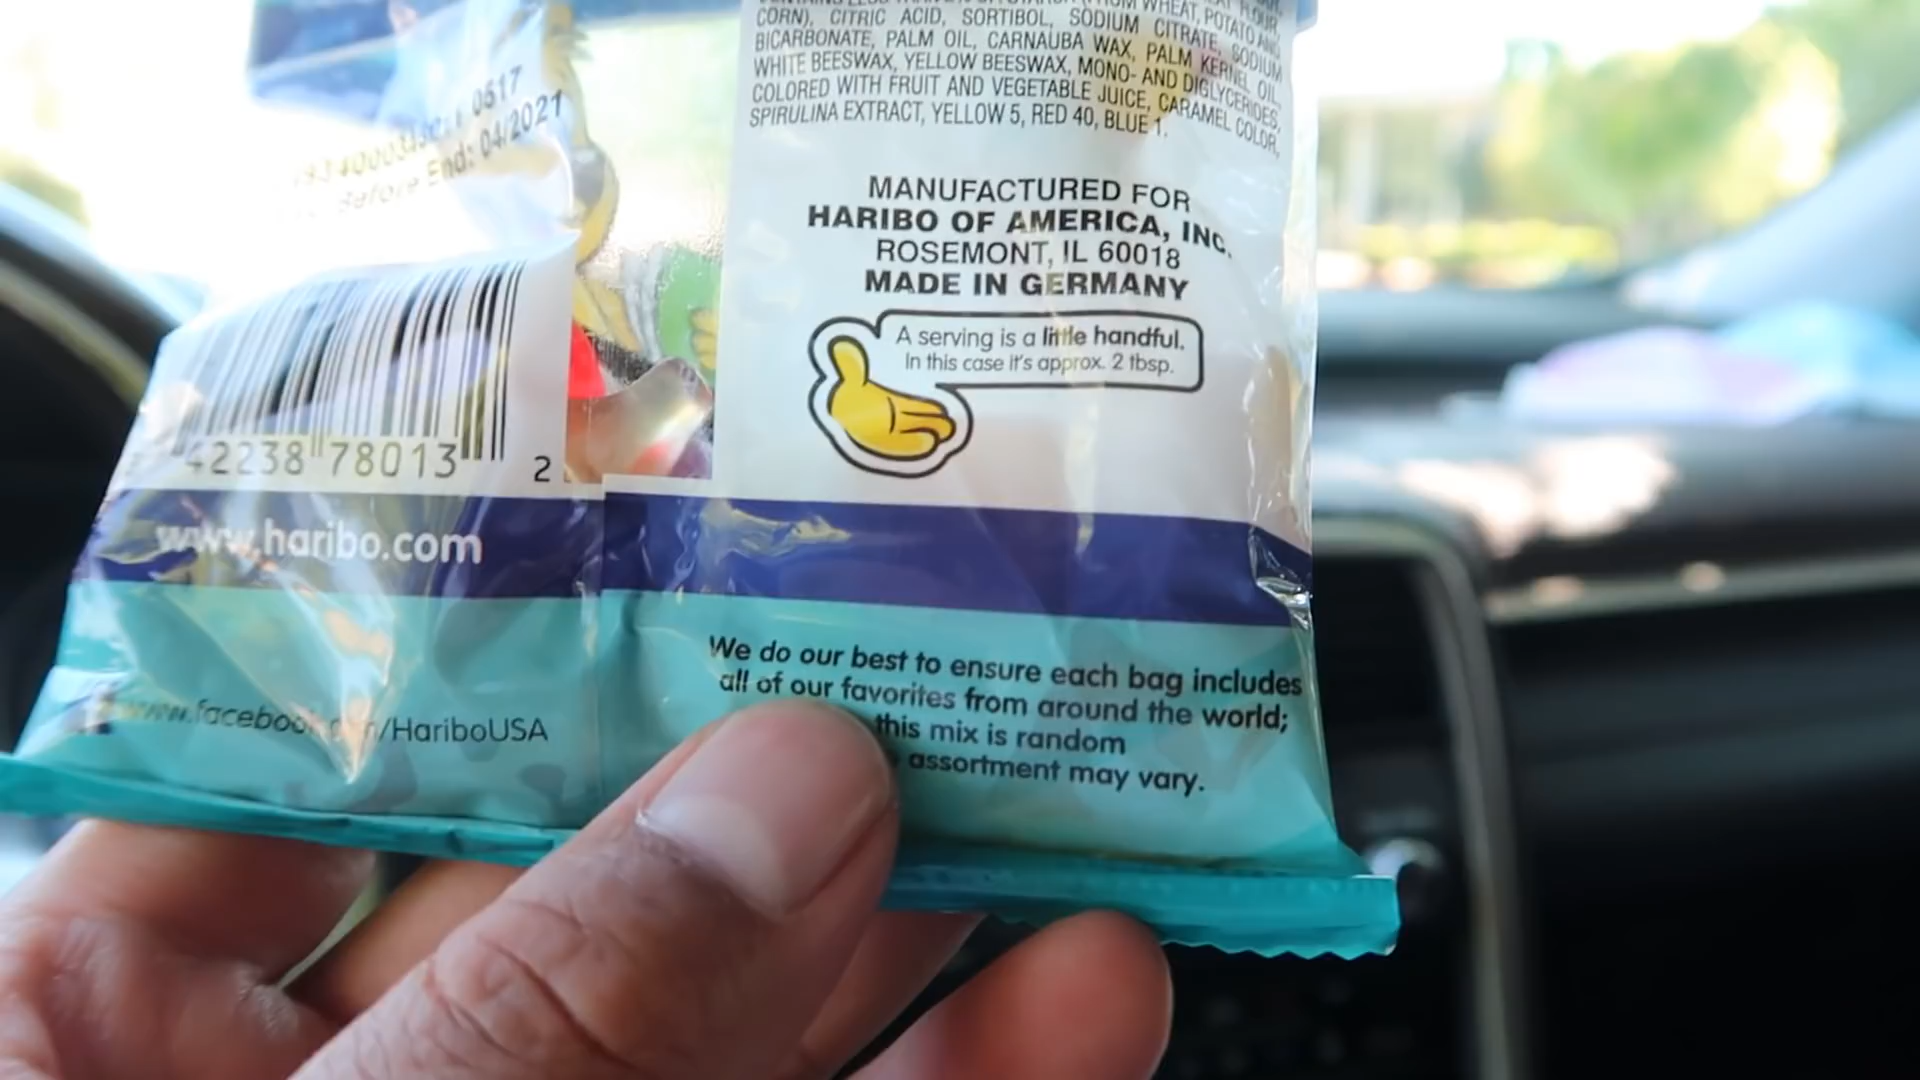 CORN), CITRIC ACID, SORTIBOL, SODIUM CITRATE, SODIUM
BICARBONATE, PALM OIL, CARNAUBA WAX, PALM KERNEL OIL,
WHITE BEESWAX, YELLOW BEESWAX, MONO- AND DIGLYCERIDES,
COLORED WITH FRUIT AND VEGETABLE JUICE, CARAMEL COLOR,
SPIRULINA EXTRACT, YELLOW 5, RED 40, BLUE 1.
MANUFACTURED FOR
HARIBO OF AMERICA, INC.
ROSEMONT, IL 60018
MADE IN GERMANY
A serving is a little handful.
In this case it's approx. 2 tbsp.
0617
Before End: 04/2021
42238 78013 2
www.haribo.com
/HariboUSA
We do our best to ensure each bag includes
all of our favorites from around the world;
this mix is random
assortment may vary.